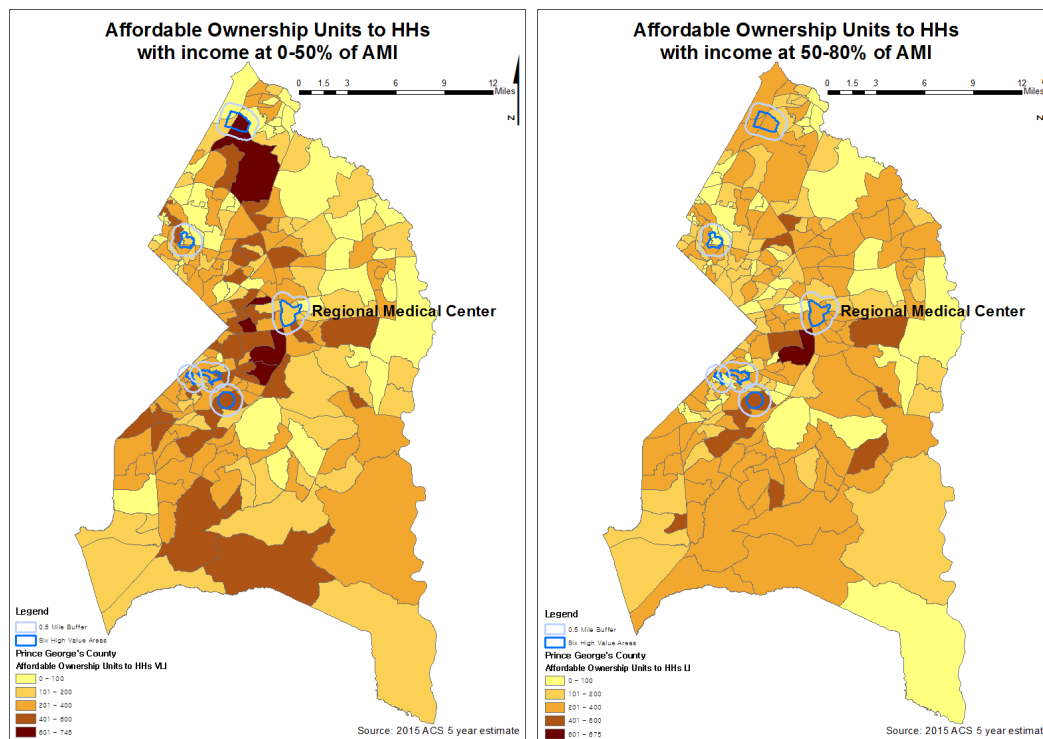 Affordable Ownership Units to HHs
with income at 0-50% of AMI
0 1.5 3 6 9 12
Miles
N
Regional Medical Center
Legend
0.5 Mile Buffer
Six High Value Areas
Prince George's County
Affordable Ownership Units to HHs VLI
0 - 100
101 - 200
201 - 400
401 - 600
601 - 745
Source: 2015 ACS 5 year estimate
Affordable Ownership Units to HHs
with income at 50-80% of AMI
0 1.5 3 6 9 12
Miles
N
Regional Medical Center
Legend
0.5 Mile Buffer
Six High Value Areas
Prince George's County
Affordable Ownership Units to HHs LI
0 - 100
101 - 200
201 - 400
401 - 600
601 - 675
Source: 2015 ACS 5 year estimate